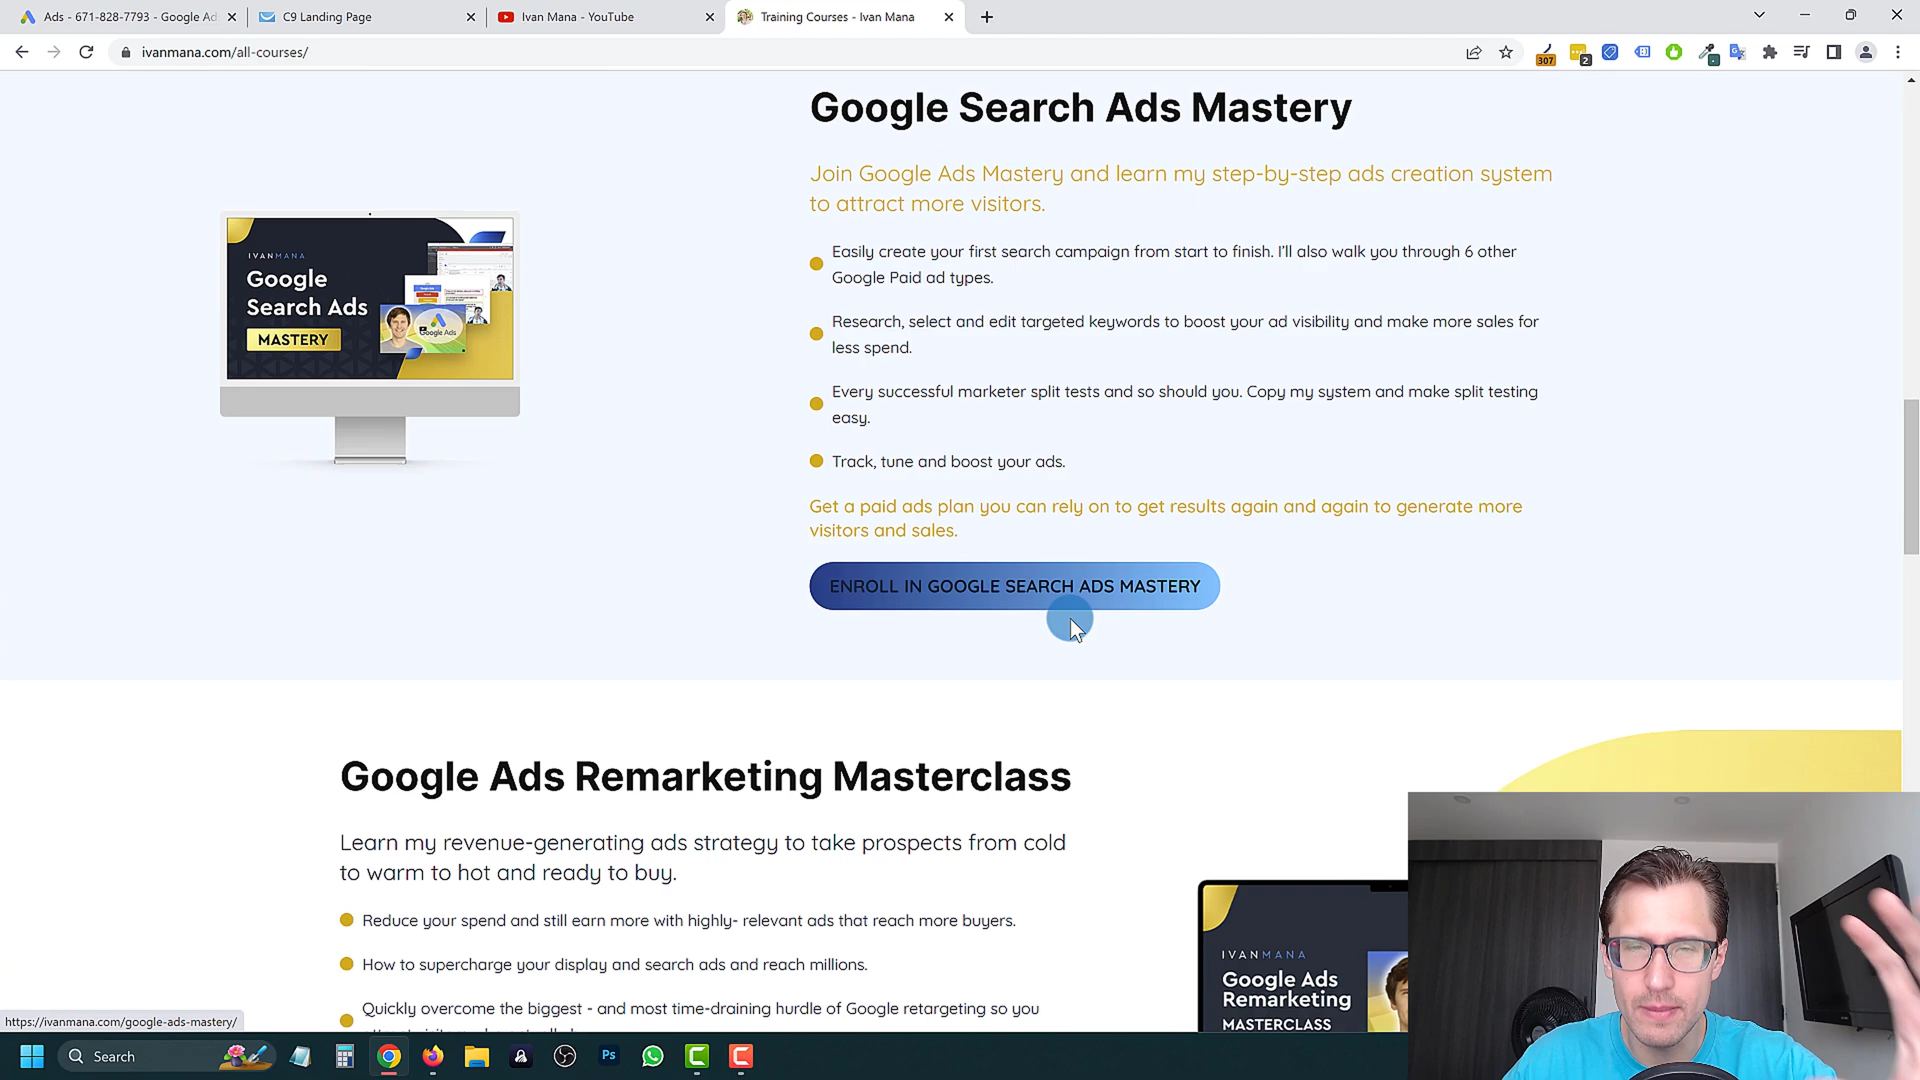 Ads - 671-828-7793 - Google Ad
C9 Landing Page
Ivan Mana - YouTube
Training Courses - Ivan Mana
ivanmana.com/all-courses/
307
2
Google Search Ads Mastery
Join Google Ads Mastery and learn my step-by-step ads creation system
to attract more visitors.
Easily create your first search campaign from start to finish. I'll also walk you through 6 other
Google Paid ad types.
Research, select and edit targeted keywords to boost your ad visibility and make more sales for
less spend.
Every successful marketer split tests and so should you. Copy my system and make split testing
easy.
Track, tune and boost your ads.
Get a paid ads plan you can rely on to get results again and again to generate more
visitors and sales.
ENROLL IN GOOGLE SEARCH ADS MASTERY
IVANMANA
Google
Search Ads
MASTERY
Google Ads
Google Ads Remarketing Masterclass
Learn my revenue-generating ads strategy to take prospects from cold
to warm to hot and ready to buy.
Reduce your spend and still earn more with highly- relevant ads that reach more buyers.
How to supercharge your display and search ads and reach millions.
Quickly overcome the biggest - and most time-draining hurdle of Google retargeting so you
IVANMANA
Google Ads
Remarketing
MASTERCLASS
https://ivanmana.com/google-ads-mastery/
Search
Ps